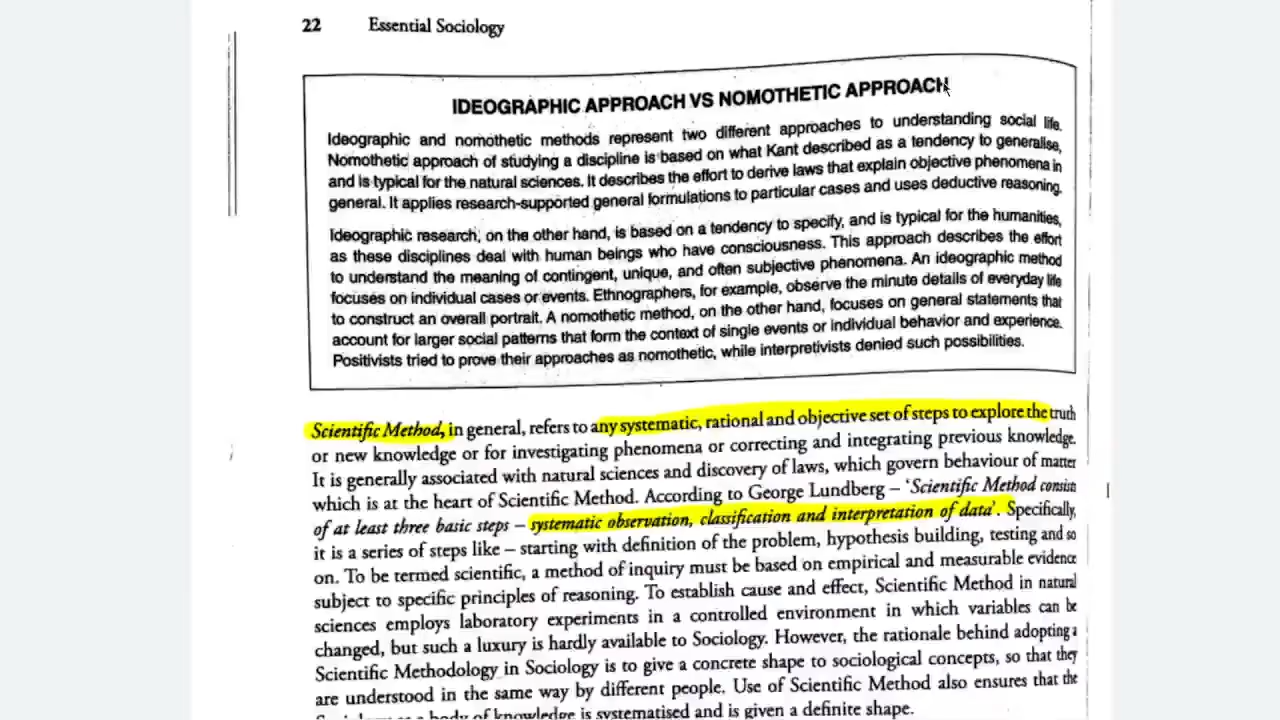 22 Essential Sociology
IDEOGRAPHIC APPROACH VS NOMOTHETIC APPROACH
Ideographic and nomothetic methods represent two different approaches to understanding social life.
Nomothetic approach of studying a discipline is based on what Kant described as a tendency to generalise,
and is typical for the natural sciences. It describes the effort to derive laws that explain objective phenomena in
general. It applies research-supported general formulations to particular cases and uses deductive reasoning.
Ideographic research, on the other hand, is based on a tendency to specify, and is typical for the humanities,
as these disciplines deal with human beings who have consciousness. This approach describes the effort
to understand the meaning of contingent, unique, and often subjective phenomena. An ideographic method
focuses on individual cases or events. Ethnographers, for example, observe the minute details of everyday life
to construct an overall portrait. A nomothetic method, on the other hand, focuses on general statements that
account for larger social patterns that form the context of single events or individual behavior and experience.
Positivists tried to prove their approaches as nomothetic, while interpretivists denied such possibilities.
Scientific Method, in general, refers to any systematic, rational and objective set of steps to explore the truth
or new knowledge or for investigating phenomena or correcting and integrating previous knowledge.
It is generally associated with natural sciences and discovery of laws, which govern behaviour of matter
which is at the heart of Scientific Method. According to George Lundberg – 'Scientific Method consists
of at least three basic steps – systematic observation, classification and interpretation of data'. Specifically,
it is a series of steps like – starting with definition of the problem, hypothesis building, testing and so
on. To be termed scientific, a method of inquiry must be based on empirical and measurable evidence
subject to specific principles of reasoning. To establish cause and effect, Scientific Method in natural
sciences employs laboratory experiments in a controlled environment in which variables can be
changed, but such a luxury is hardly available to Sociology. However, the rationale behind adopting a
Scientific Methodology in Sociology is to give a concrete shape to sociological concepts, so that they
are understood in the same way by different people. Use of Scientific Method also ensures that the
body of knowledge is systematised and is given a definite shape.